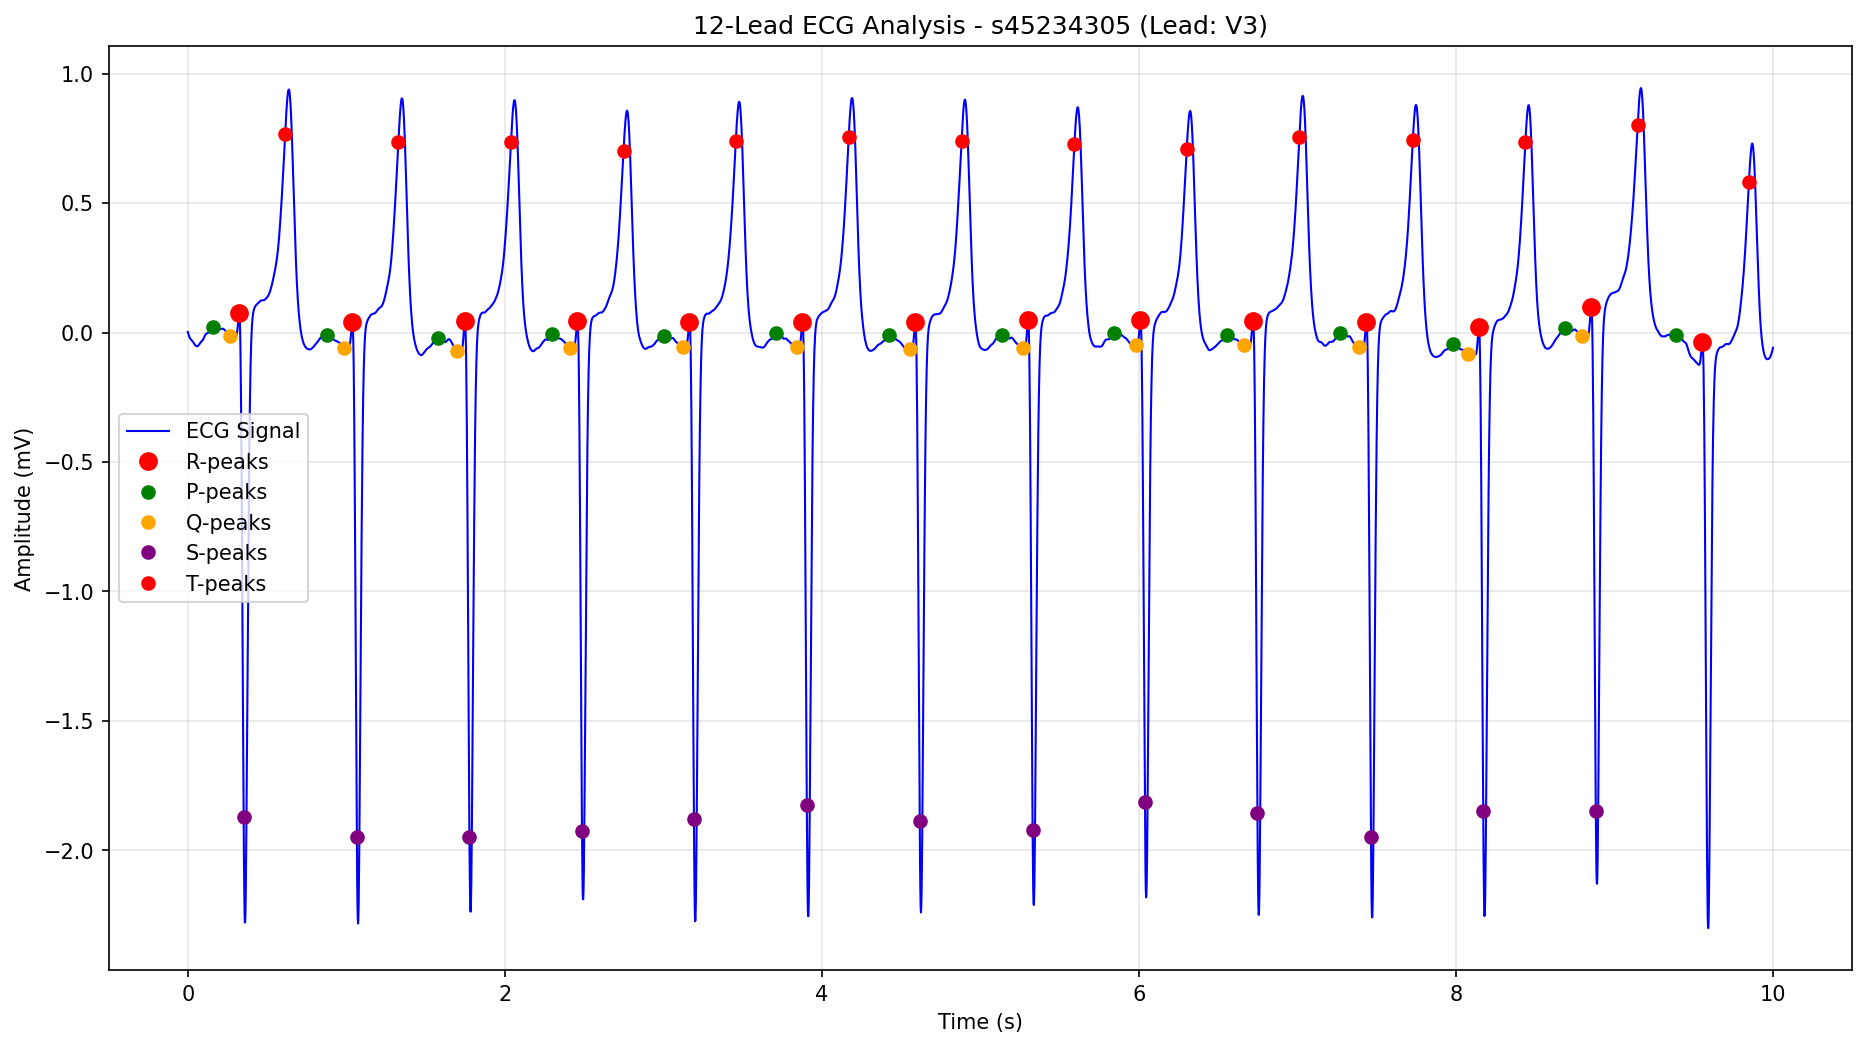 12-Lead ECG Analysis - s45234305 (Lead: V3)
Amplitude (mV)
1.0
0.5
0.0
−0.5
−1.0
−1.5
−2.0
ECG Signal
R-peaks
P-peaks
Q-peaks
S-peaks
T-peaks
0 2 4 6 8 10
Time (s)